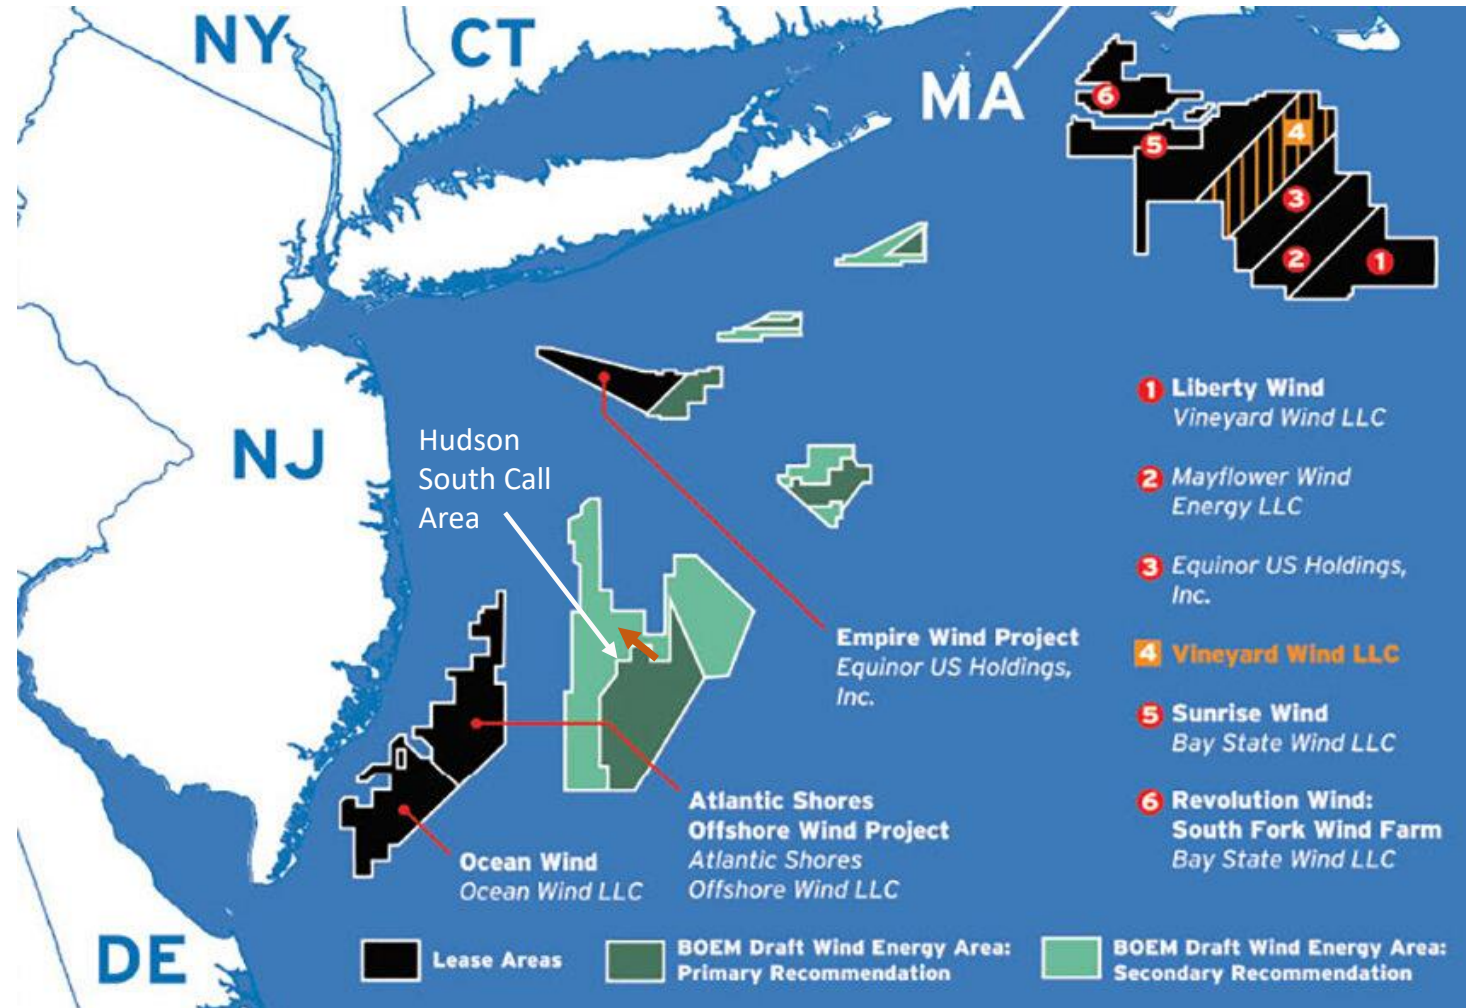 NY
CT
MA
NJ
DE
6
5
4
3
2
1
Hudson
South Call
Area
Empire Wind Project
Equinor US Holdings,
Inc.
Atlantic Shores
Offshore Wind Project
Atlantic Shores
Offshore Wind LLC
Ocean Wind
Ocean Wind LLC
1 Liberty Wind
Vineyard Wind LLC
2 Mayflower Wind
Energy LLC
3 Equinor US Holdings,
Inc.
4 Vineyard Wind LLC
5 Sunrise Wind
Bay State Wind LLC
6 Revolution Wind:
South Fork Wind Farm
Bay State Wind LLC
Lease Areas
BOEM Draft Wind Energy Area:
Primary Recommendation
BOEM Draft Wind Energy Area:
Secondary Recommendation